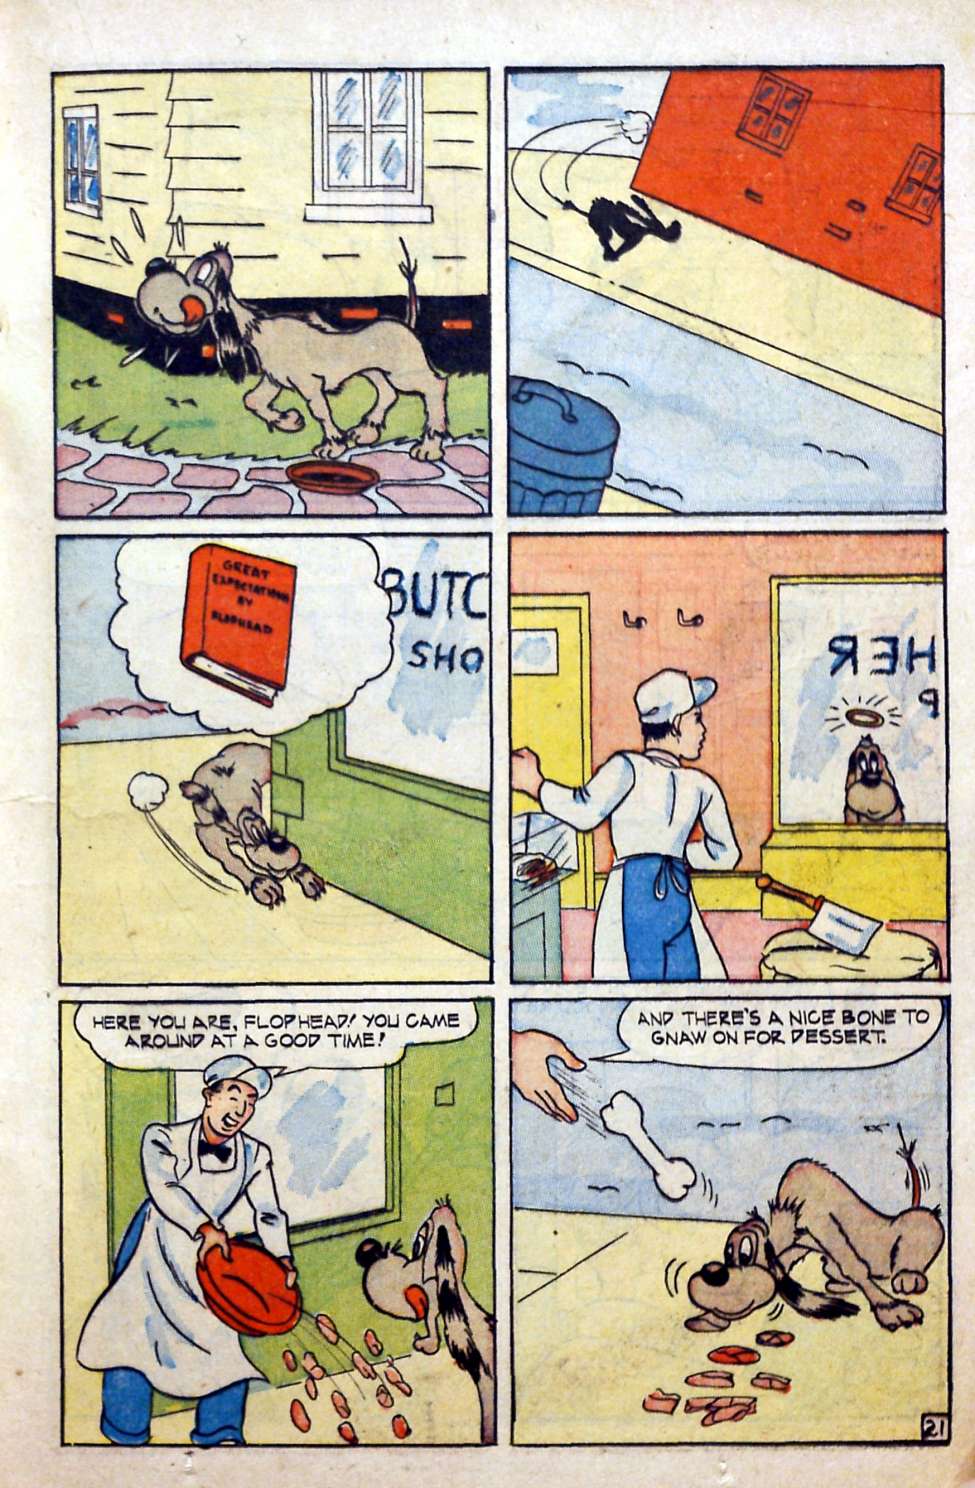 GREAT
EXPECTATIONS
BY
FLOPHEAD
BUTC
SHO
HER
P
HERE YOU ARE, FLOPHEAD! YOU CAME
AROUND AT A GOOD TIME!
AND THERE'S A NICE BONE TO
GNAW ON FOR DESSERT.
21